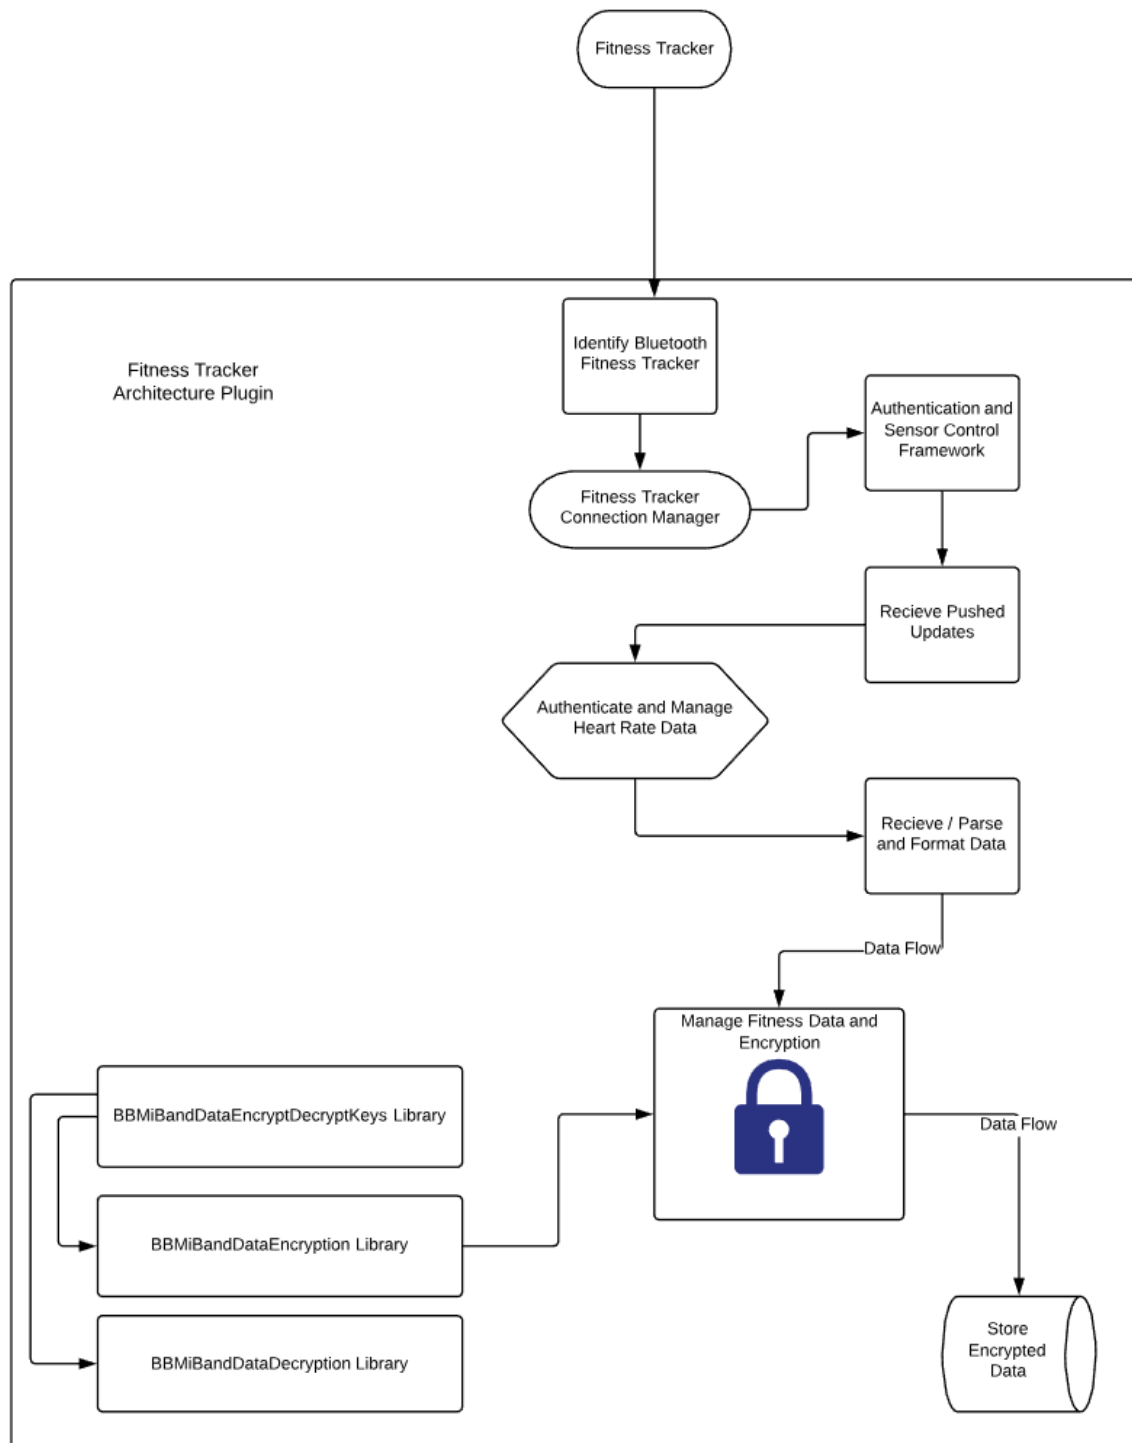 Fitness Tracker
Identify Bluetooth
Fitness Tracker
Fitness Tracker
Architecture Plugin
Authentication and
Sensor Control
Framework
Fitness Tracker
Connection Manager
Recieve Pushed
Updates
Authenticate and Manage
Heart Rate Data
Recieve / Parse
and Format Data
Data Flow
Manage Fitness Data and
Encryption
BBMiBandDataEncryptDecryptKeys Library
Data Flow
BBMiBandDataEncryption Library
BBMiBandDataDecryption Library
Store
Encrypted
Data